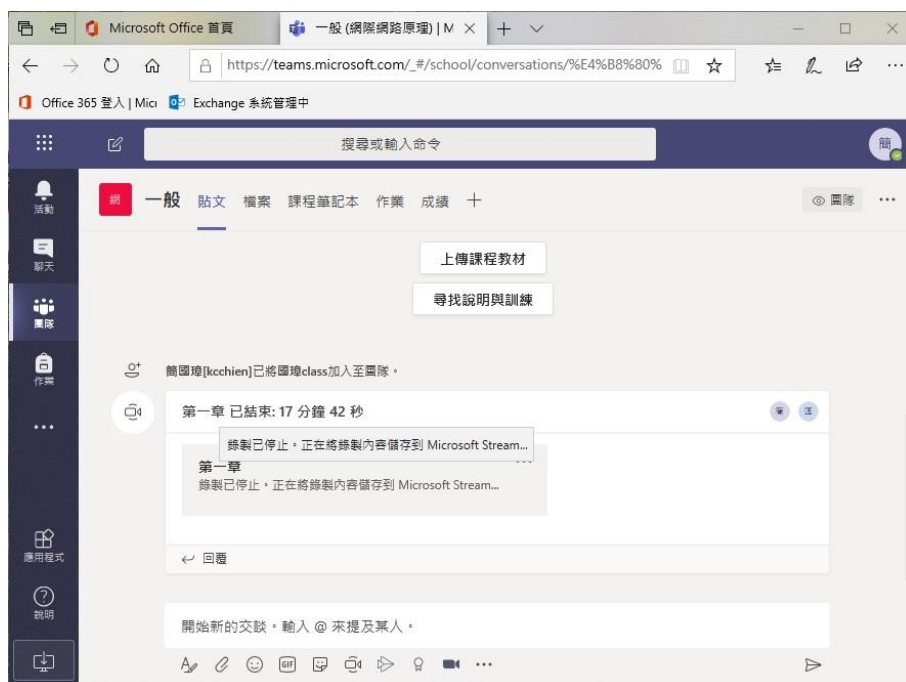 Microsoft Office 首頁
一般 (網際網路原理) | M
https://teams.microsoft.com/_#/school/conversations/%E4%B8%80%
Office 365 登入 | Micr
Exchange 系統管理中
搜尋或輸入命令
簡
活動
網
一般
貼文
檔案
課程筆記本
作業
成績
團隊
聊天
上傳課程教材
尋找說明與訓練
團隊
作業
簡國璋[kcchien]已將國璋class加入至團隊。
第一章 已結束: 17 分鐘 42 秒
錄製已停止。正在將錄製內容儲存到 Microsoft Stream...
第一章
錄製已停止。正在將錄製內容儲存到 Microsoft Stream...
應用程式
回覆
說明
開始新的交談。輸入 @ 來提及某人。
GIF